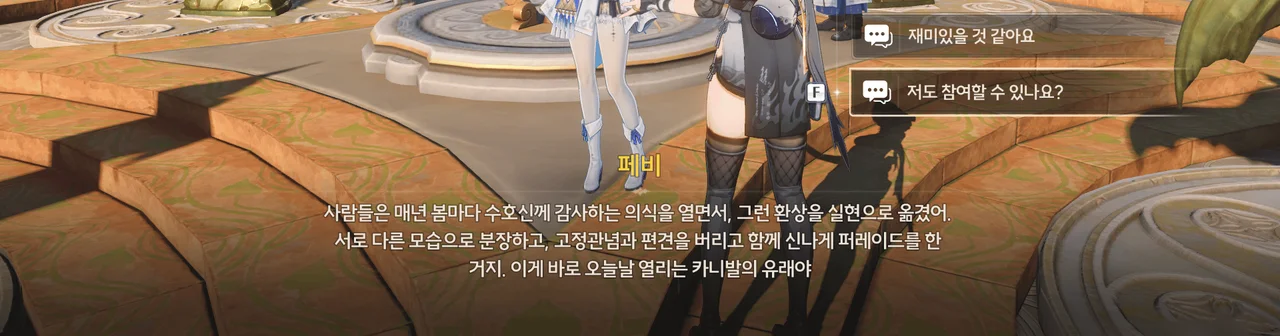 재미있을 것 같아요
F
저도 참여할 수 있나요?
페비
사람들은 매년 봄마다 수호신께 감사하는 의식을 열면서, 그런 환상을 실현으로 옮겼어.
서로 다른 모습으로 분장하고, 고정관념과 편견을 버리고 함께 신나게 퍼레이드를 한
거지. 이게 바로 오늘날 열리는 카니발의 유래야